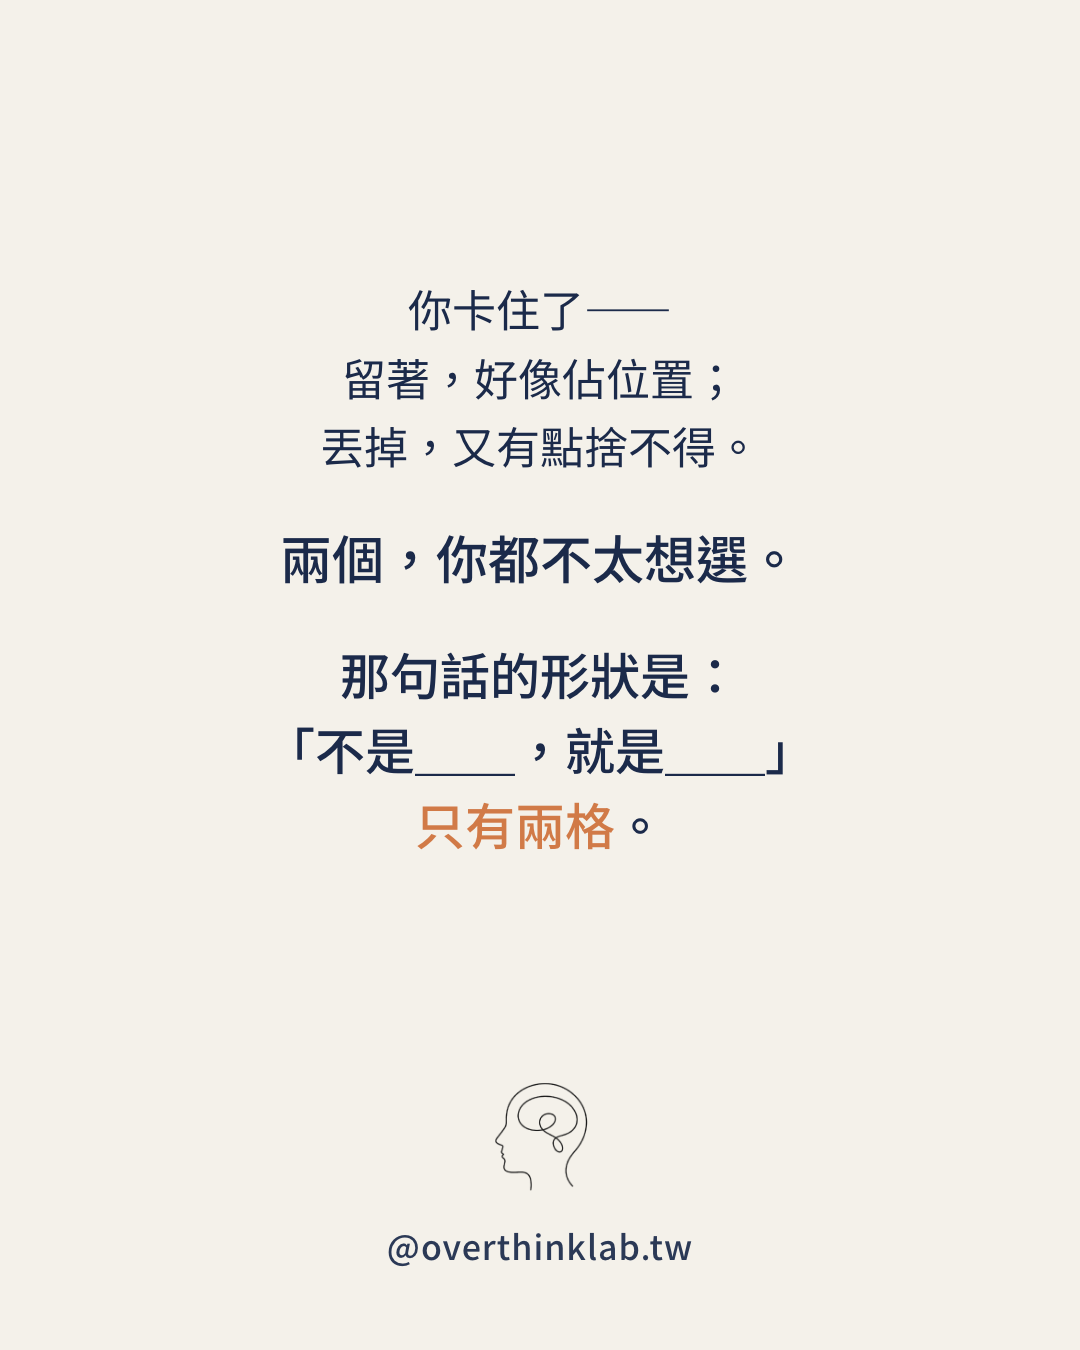 你卡住了——
留著，好像佔位置；
丟掉，又有點捨不得。
兩個，你都不太想選。
那句話的形狀是：
「不是____，就是____」
只有兩格。
@overthinklab.tw